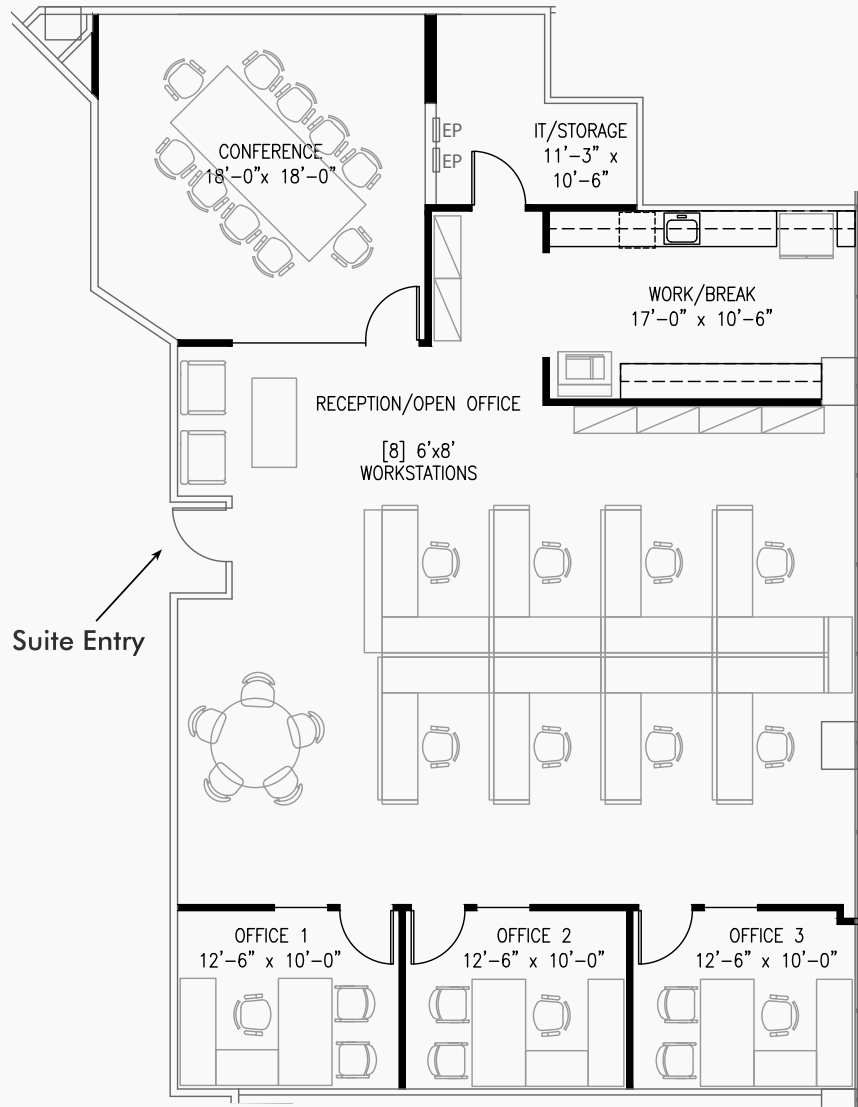 CONFERENCE
18'-0"x 18'-0"
EP
EP
IT/STORAGE
11'-3" x
10'-6"
WORK/BREAK
17'-0" x 10'-6"
RECEPTION/OPEN OFFICE
[8] 6'x8'
WORKSTATIONS
Suite Entry
OFFICE 1
12'-6" x 10'-0"
OFFICE 2
12'-6" x 10'-0"
OFFICE 3
12'-6" x 10'-0"